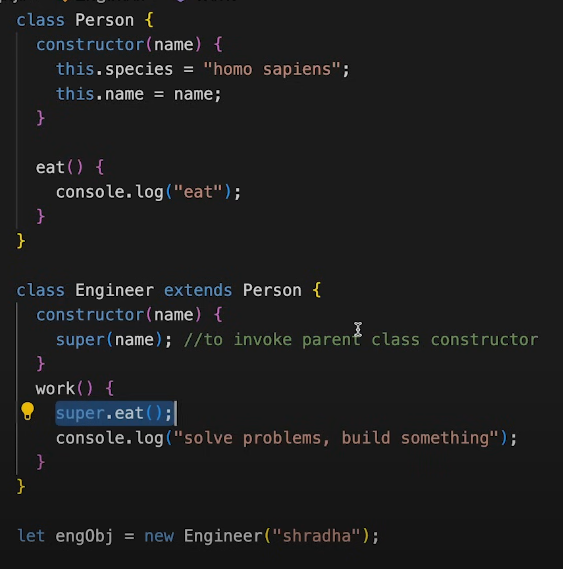 class Person {
  constructor(name) {
    this.species = "homo sapiens";
    this.name = name;
  }

  eat() {
    console.log("eat");
  }
}

class Engineer extends Person {
  constructor(name) {
    super(name); //to invoke parent class constructor
  }
  work() {
    super.eat();
    console.log("solve problems, build something");
  }
}

let engObj = new Engineer("shradha");